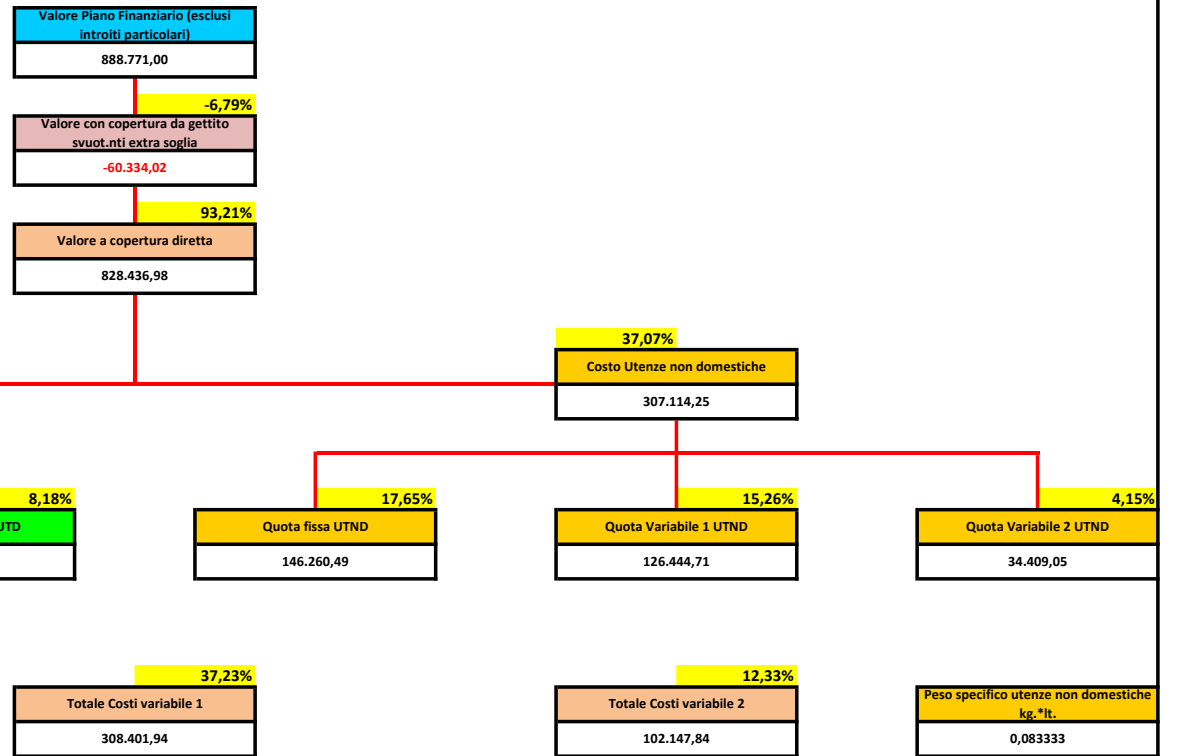 Valore Piano Finanziario (esclusi
introiti particolari)
888.771,00
-6,79%
Valore con copertura da gettito
svuot.nti extra soglia
-60.334,02
93,21%
Valore a copertura diretta
828.436,98
37,07%
Costo Utenze non domestiche
307.114,25
8,18% 17,65% 15,26% 4,15%
UTD Quota fissa UTND Quota Variabile 1 UTND Quota Variabile 2 UTND
146.260,49 126.444,71 34.409,05
37,23% 12,33%
Totale Costi variabile 1 Totale Costi variabile 2 Peso specifico utenze non domestiche
kg.*lt.
308.401,94 102.147,84 0,083333